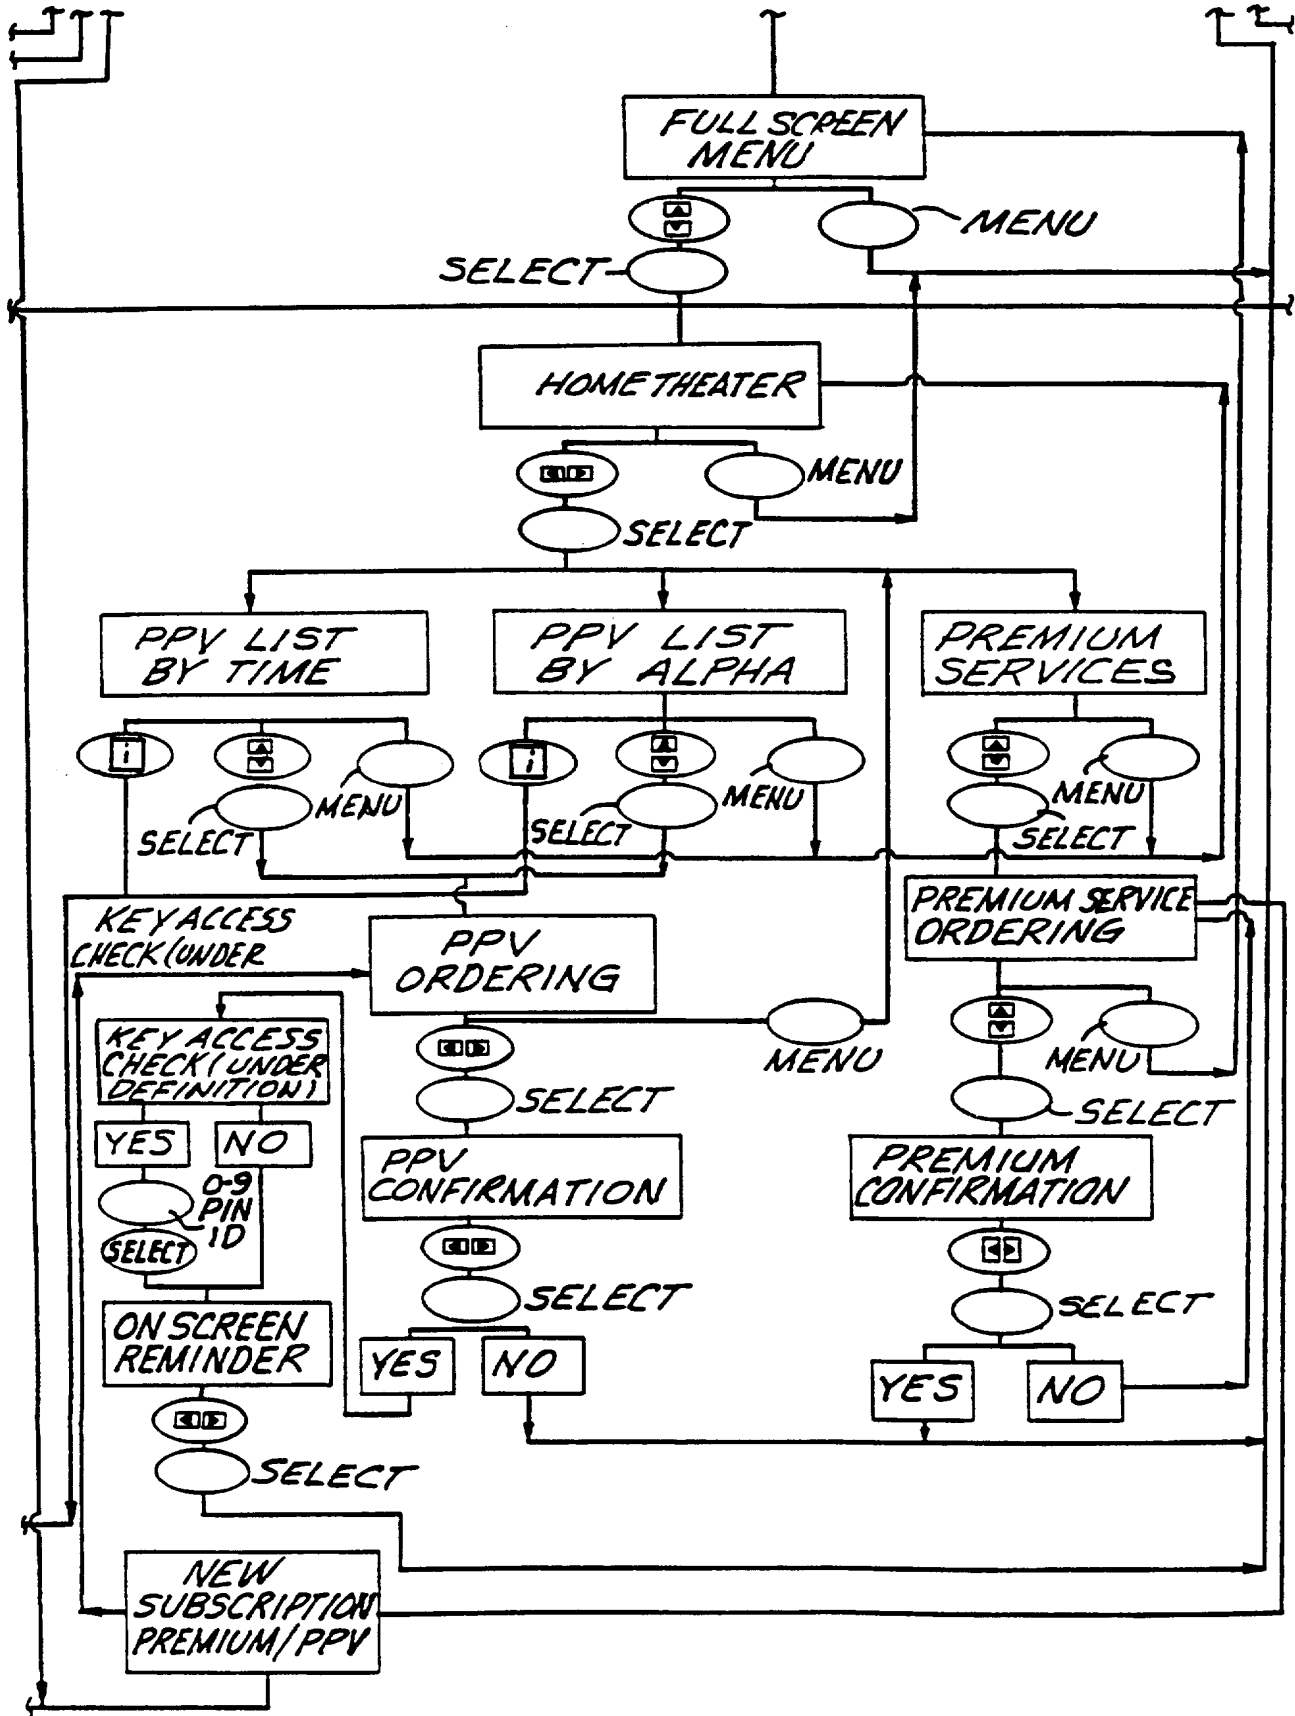 FULL SCREEN
MENU
MENU
SELECT
HOME THEATER
MENU
SELECT
PPV LIST
BY TIME
PPV LIST
BY ALPHA
PREMIUM
SERVICES
i
i
MENU
SELECT
MENU
SELECT
MENU
SELECT
KEY ACCESS
CHECK (UNDER
PPV
ORDERING
PREMIUM SERVICE
ORDERING
KEY ACCESS
CHECK (UNDER
DEFINITION)
MENU
MENU
SELECT
SELECT
YES
NO
PPV
CONFIRMATION
PREMIUM
CONFIRMATION
0-9
PIN
ID
SELECT
SELECT
SELECT
ON SCREEN
REMINDER
YES
NO
YES
NO
SELECT
NEW
SUBSCRIPTION
PREMIUM/PPV